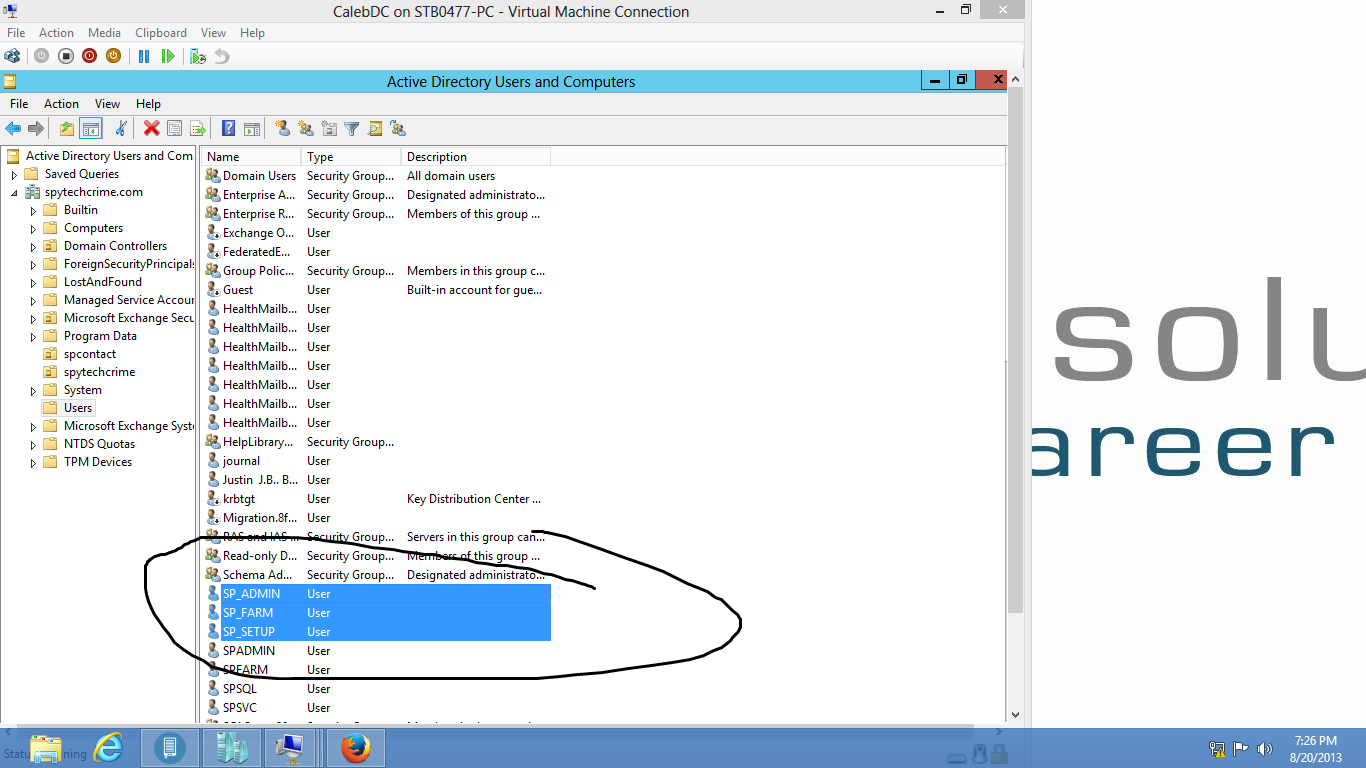 CalebDC on STB0477-PC - Virtual Machine Connection
File Action Media Clipboard View Help
Active Directory Users and Computers
File Action View Help
Active Directory Users and Com
Saved Queries
spytechcrime.com
Builtin
Computers
Domain Controllers
ForeignSecurityPrincipals
LostAndFound
Managed Service Accour
Microsoft Exchange Secu
Program Data
spcontact
spytechcrime
System
Users
Microsoft Exchange Syste
NTDS Quotas
TPM Devices
Name Type Description
Domain Users Security Group... All domain users
Enterprise A... Security Group... Designated administrato...
Enterprise R... Security Group... Members of this group ...
Exchange O... User
FederatedE... User
Group Polic... Security Group... Members in this group c...
Guest User Built-in account for gue...
HealthMailb... User
HealthMailb... User
HealthMailb... User
HealthMailb... User
HealthMailb... User
HealthMailb... User
HealthMailb... User
HelpLibrary... Security Group...
journal User
Justin J.B.. B... User
krbtgt User Key Distribution Center ...
Migration.8f... User
RAS and IAS ... Security Group... Servers in this group can...
Read-only D... Security Group... Members of this group ...
Schema Ad... Security Group... Designated administrato...
SP_ADMIN User
SP_FARM User
SP_SETUP User
SPADMIN User
SPFARM User
SPSQL User
SPSVC User
solu
areer
7:26 PM
8/20/2013